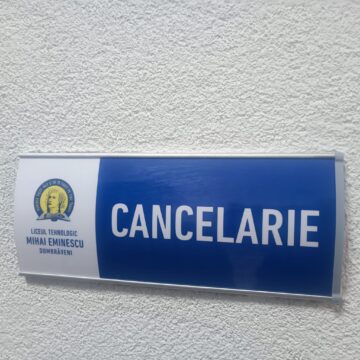 LICEUL TEHNOLOGIC
MIHAI EMINESCU
DUMBRĂVENI
CANCELARIE